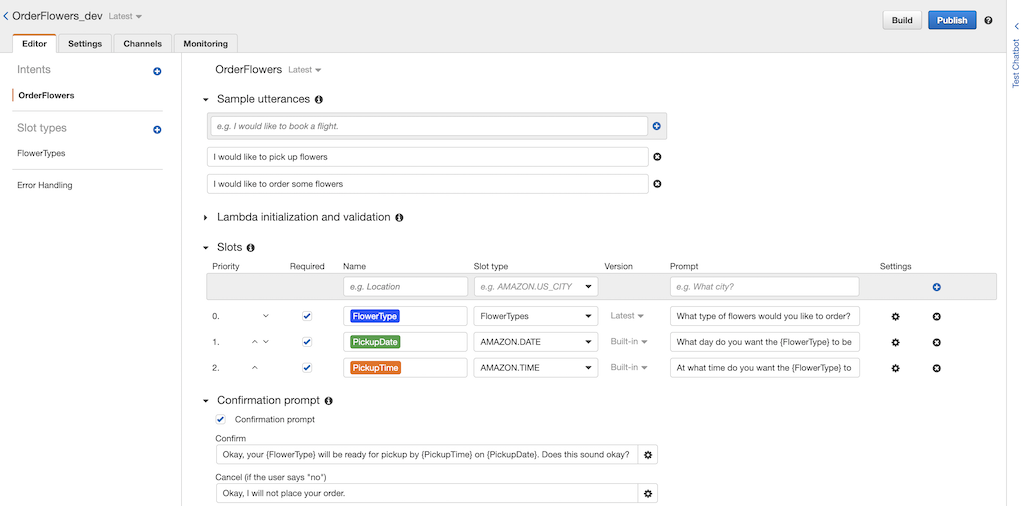 OrderFlowers_dev Latest
Build Publish
Editor Settings Channels Monitoring
Test Chatbot
Intents
OrderFlowers
Slot types
FlowerTypes
Error Handling
OrderFlowers Latest
Sample utterances
e.g. I would like to book a flight.
I would like to pick up flowers
I would like to order some flowers
Lambda initialization and validation
Slots
Priority Required Name Slot type Version Prompt Settings
e.g. Location e.g. AMAZON.US_CITY e.g. What city?
0. FlowerType FlowerTypes Latest What type of flowers would you like to order?
1. PickupDate AMAZON.DATE Built-in What day do you want the {FlowerType} to be
2. PickupTime AMAZON.TIME Built-in At what time do you want the {FlowerType} to
Confirmation prompt
Confirmation prompt
Confirm
Okay, your {FlowerType} will be ready for pickup by {PickupTime} on {PickupDate}. Does this sound okay?
Cancel (if the user says "no")
Okay, I will not place your order.